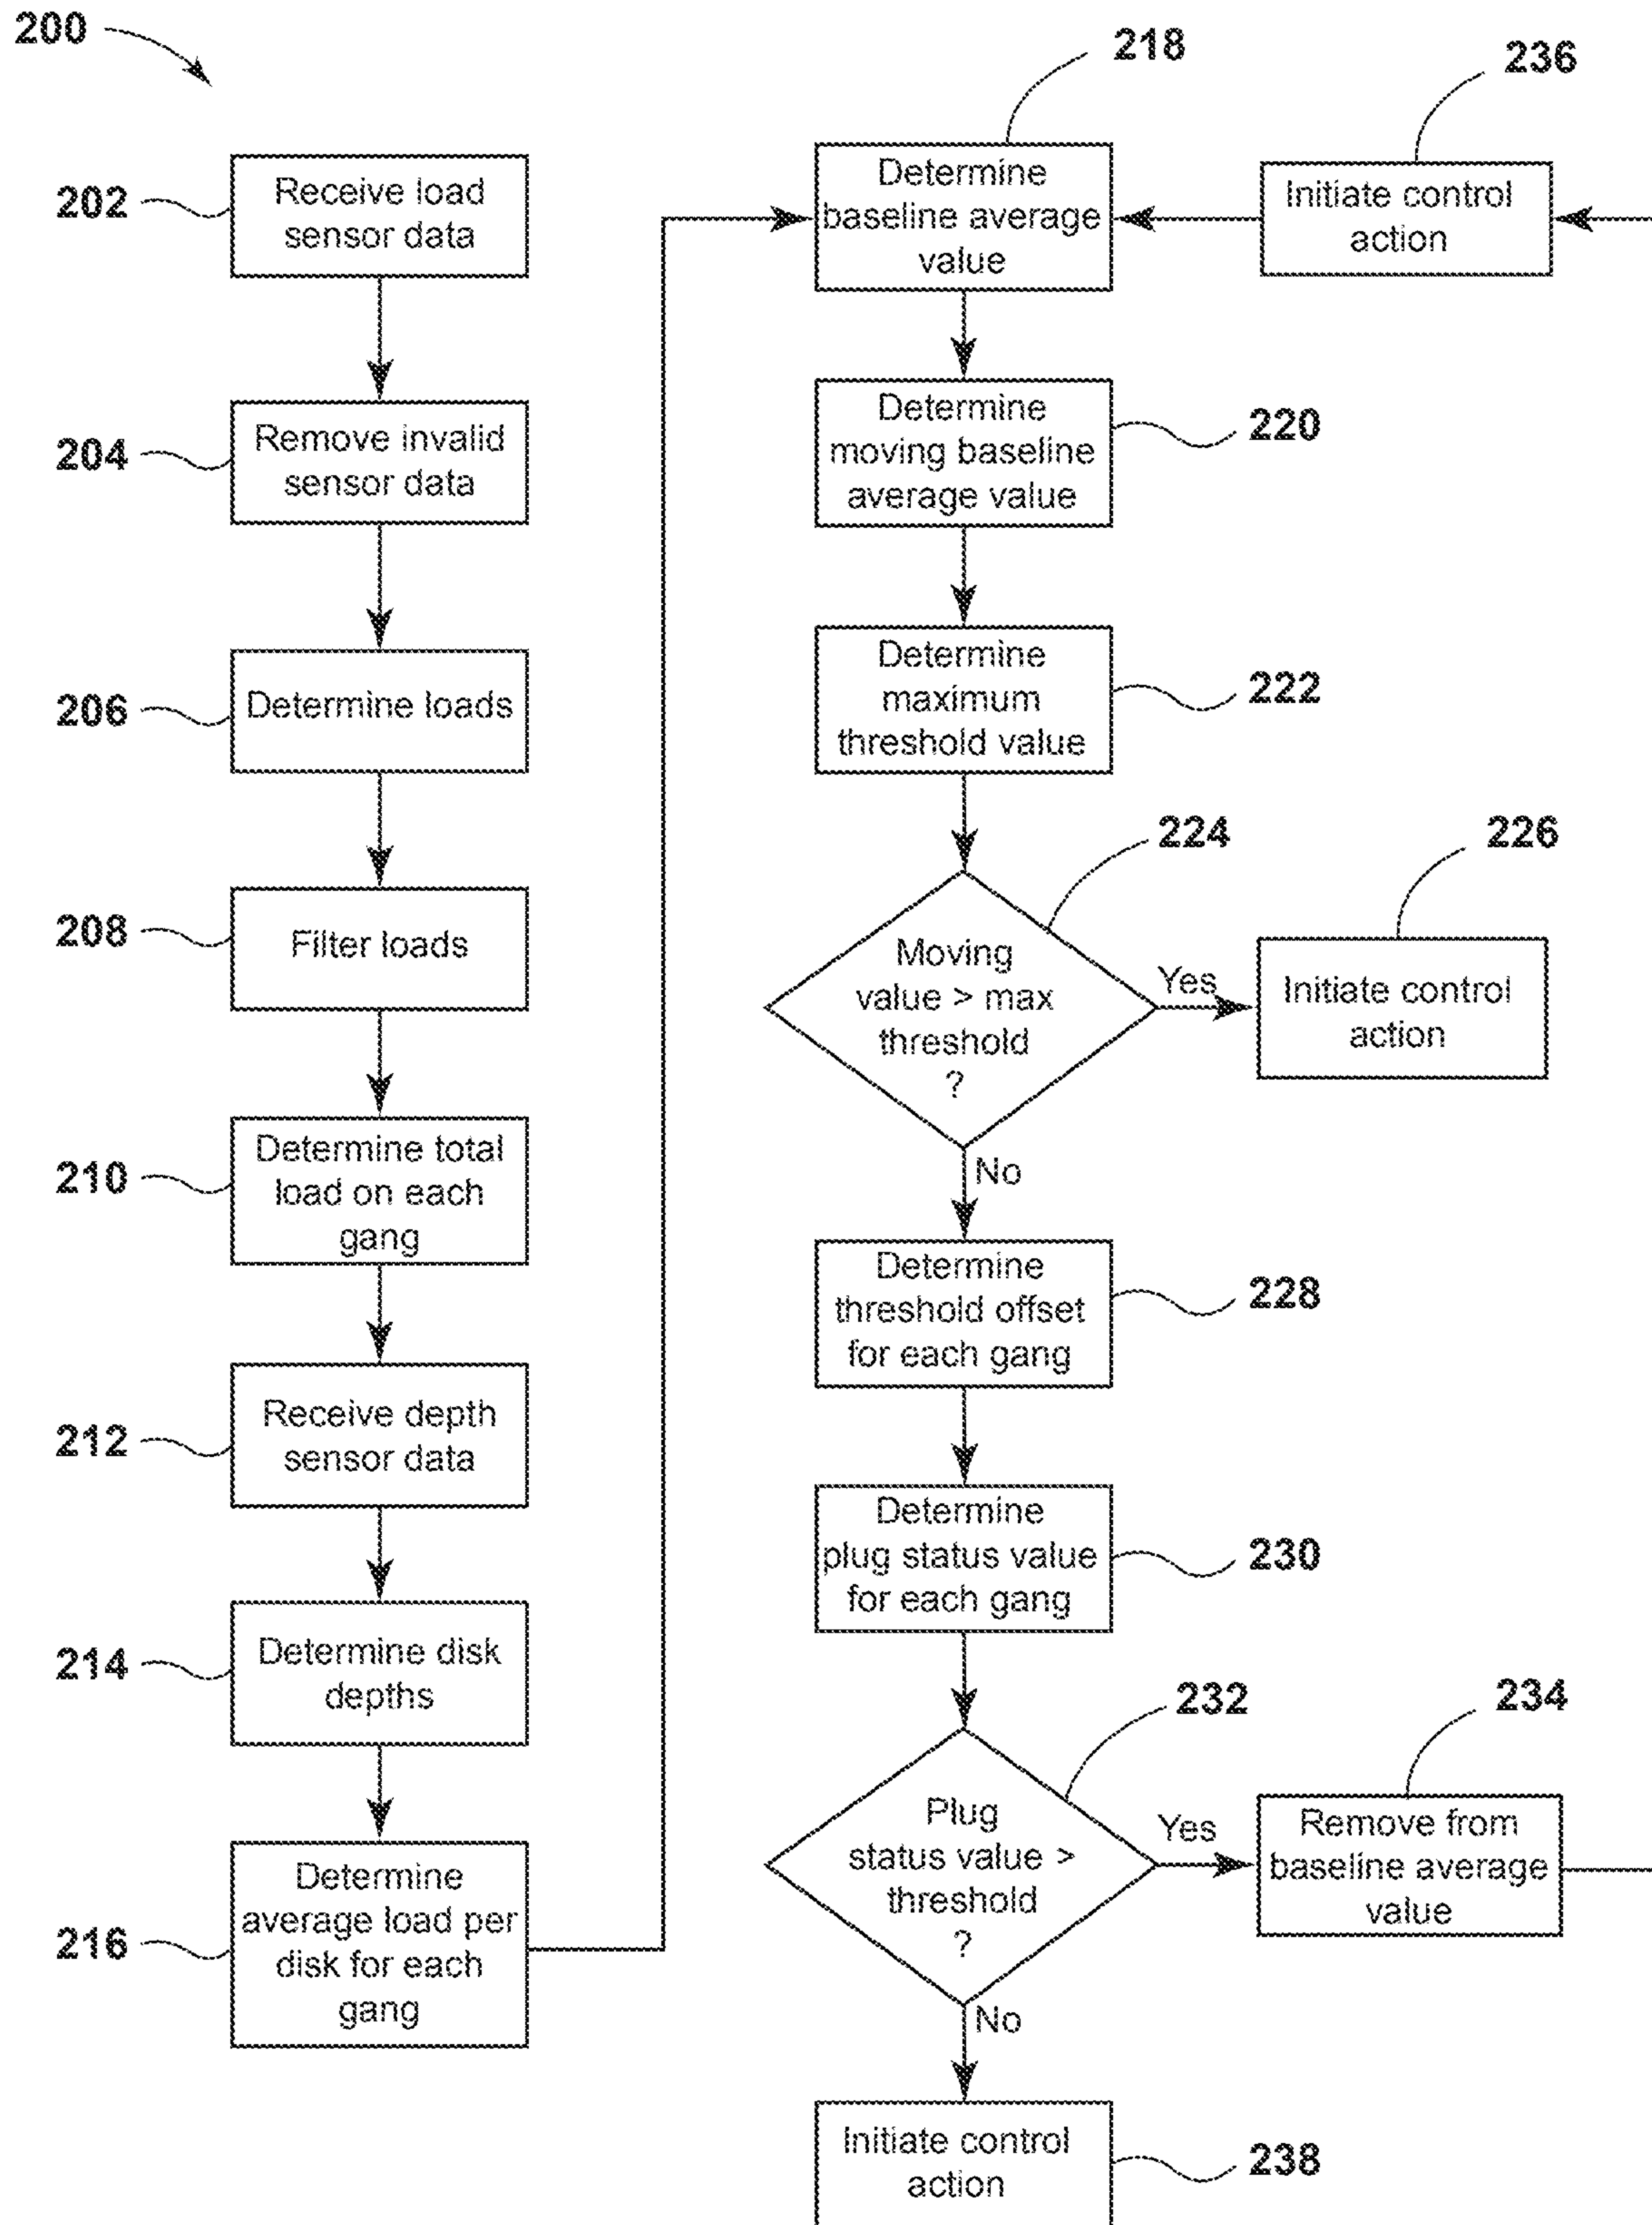 200
202
Receive load
sensor data
204
Remove invalid
sensor data
206
Determine loads
208
Filter loads
210
Determine total
load on each
gang
212
Receive depth
sensor data
214
Determine disk
depths
216
Determine
average load per
disk for each
gang
218
Determine
baseline average
value
236
Initiate control
action
220
Determine
moving baseline
average value
222
Determine
maximum
threshold value
224
Moving
value > max
threshold
?
Yes
226
Initiate control
action
No
228
Determine
threshold offset
for each gang
230
Determine
plug status value
for each gang
232
Plug
status value >
threshold
?
Yes
234
Remove from
baseline average
value
No
238
Initiate control
action